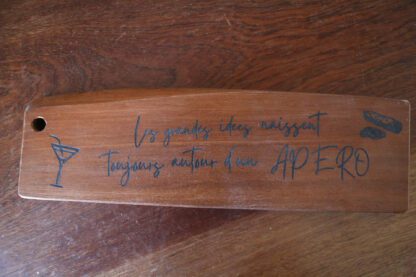 Les grandes idées naissent
toujours autour d'un APERO